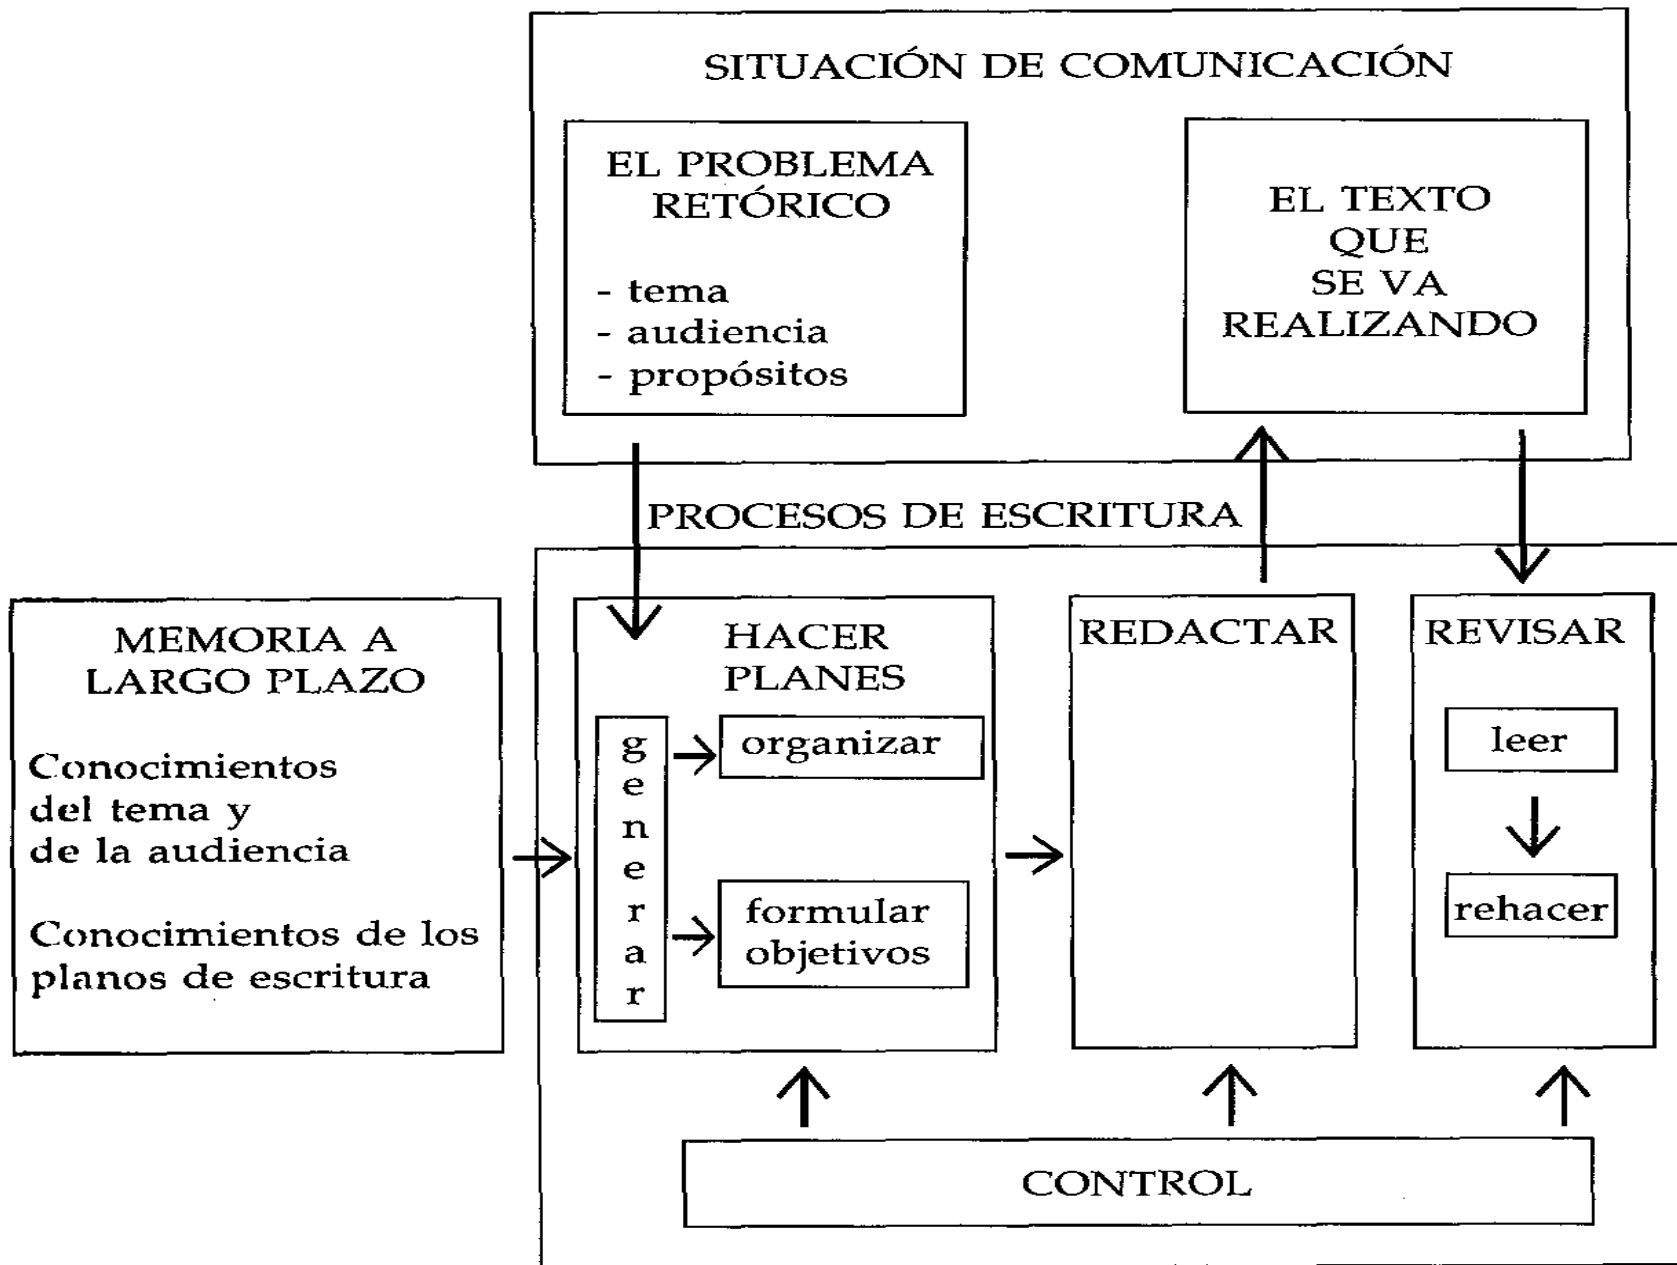 SITUACIÓN DE COMUNICACIÓN
EL PROBLEMA
RETÓRICO
- tema
- audiencia
- propósitos
EL TEXTO
QUE
SE VA
REALIZANDO
PROCESOS DE ESCRITURA
MEMORIA A
LARGO PLAZO
Conocimientos
del tema y
de la audiencia
Conocimientos de los
planos de escritura
HACER
PLANES
generar
organizar
formular
objetivos
REDACTAR
REVISAR
leer
rehacer
CONTROL